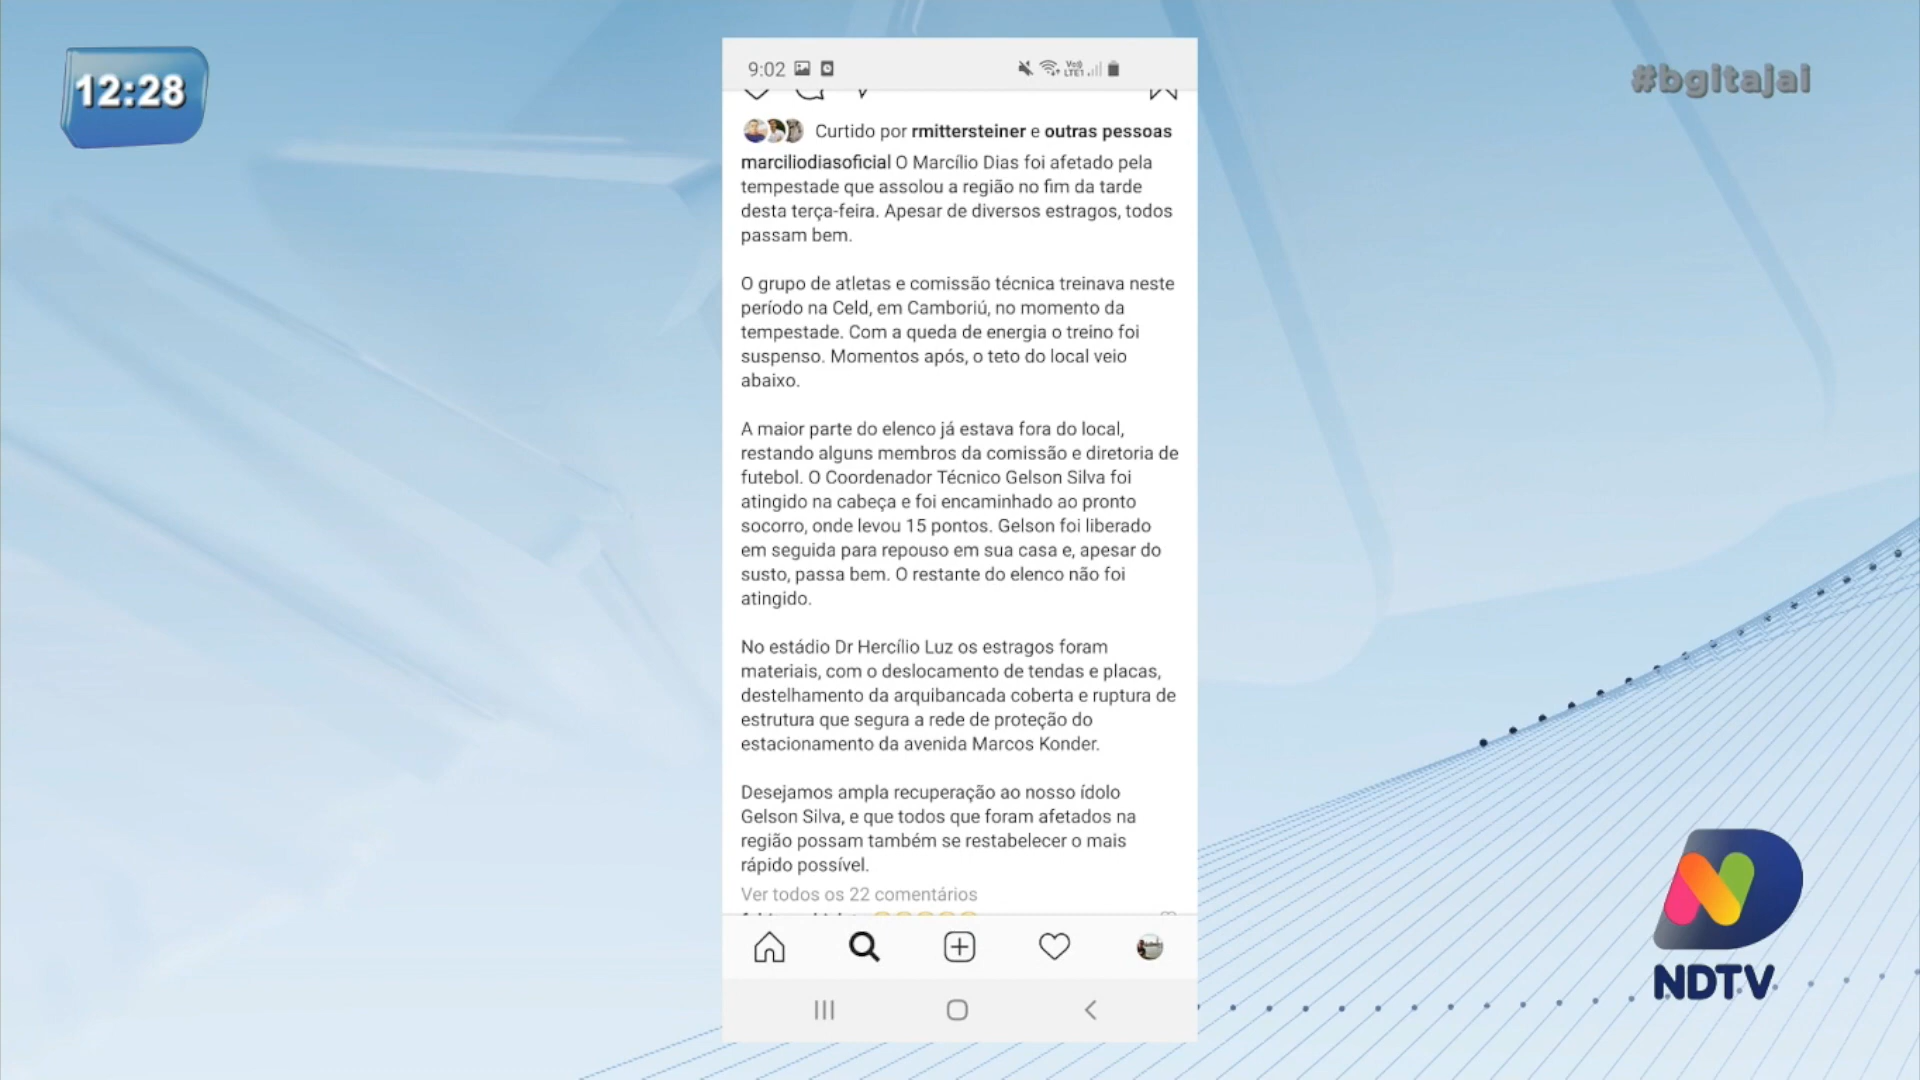 12:28
#bgitajai
9:02
Vo))
LTE1
Curtido por rmittersteiner e outras pessoas
marciliodiasoficial O Marcílio Dias foi afetado pela
tempestade que assolou a região no fim da tarde
desta terça-feira. Apesar de diversos estragos, todos
passam bem.
O grupo de atletas e comissão técnica treinava neste
período na Celd, em Camboriú, no momento da
tempestade. Com a queda de energia o treino foi
suspenso. Momentos após, o teto do local veio
abaixo.
A maior parte do elenco já estava fora do local,
restando alguns membros da comissão e diretoria de
futebol. O Coordenador Técnico Gelson Silva foi
atingido na cabeça e foi encaminhado ao pronto
socorro, onde levou 15 pontos. Gelson foi liberado
em seguida para repouso em sua casa e, apesar do
susto, passa bem. O restante do elenco não foi
atingido.
No estádio Dr Hercílio Luz os estragos foram
materiais, com o deslocamento de tendas e placas,
destelhamento da arquibancada coberta e ruptura de
estrutura que segura a rede de proteção do
estacionamento da avenida Marcos Konder.
Desejamos ampla recuperação ao nosso ídolo
Gelson Silva, e que todos que foram afetados na
região possam também se restabelecer o mais
rápido possível.
Ver todos os 22 comentários
NDTV